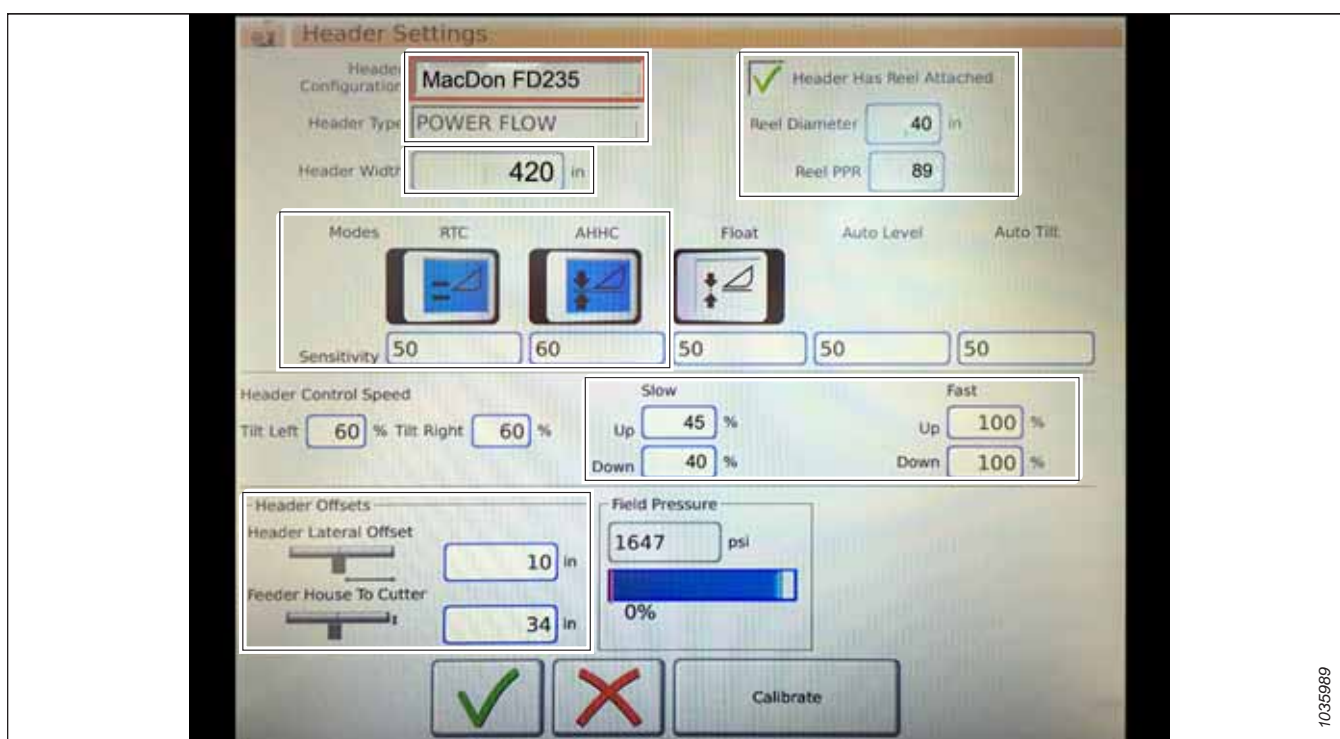 Header Settings
Header
Configuration
MacDon FD235
Header Type
POWER FLOW
Header Width
420 in
Header Has Reel Attached
Reel Diameter 40 in
Reel PPR 89
Modes RTC AHHC Float Auto Level Auto Tilt
Sensitivity 50 60 50 50 50
Header Control Speed
Tilt Left 60 % Tilt Right 60 %
Slow
Up 45 %
Down 40 %
Fast
Up 100 %
Down 100 %
Header Offsets
Header Lateral Offset
10 in
Feeder House To Cutter
34 in
Field Pressure
1647 psi
0%
Calibrate
1035989